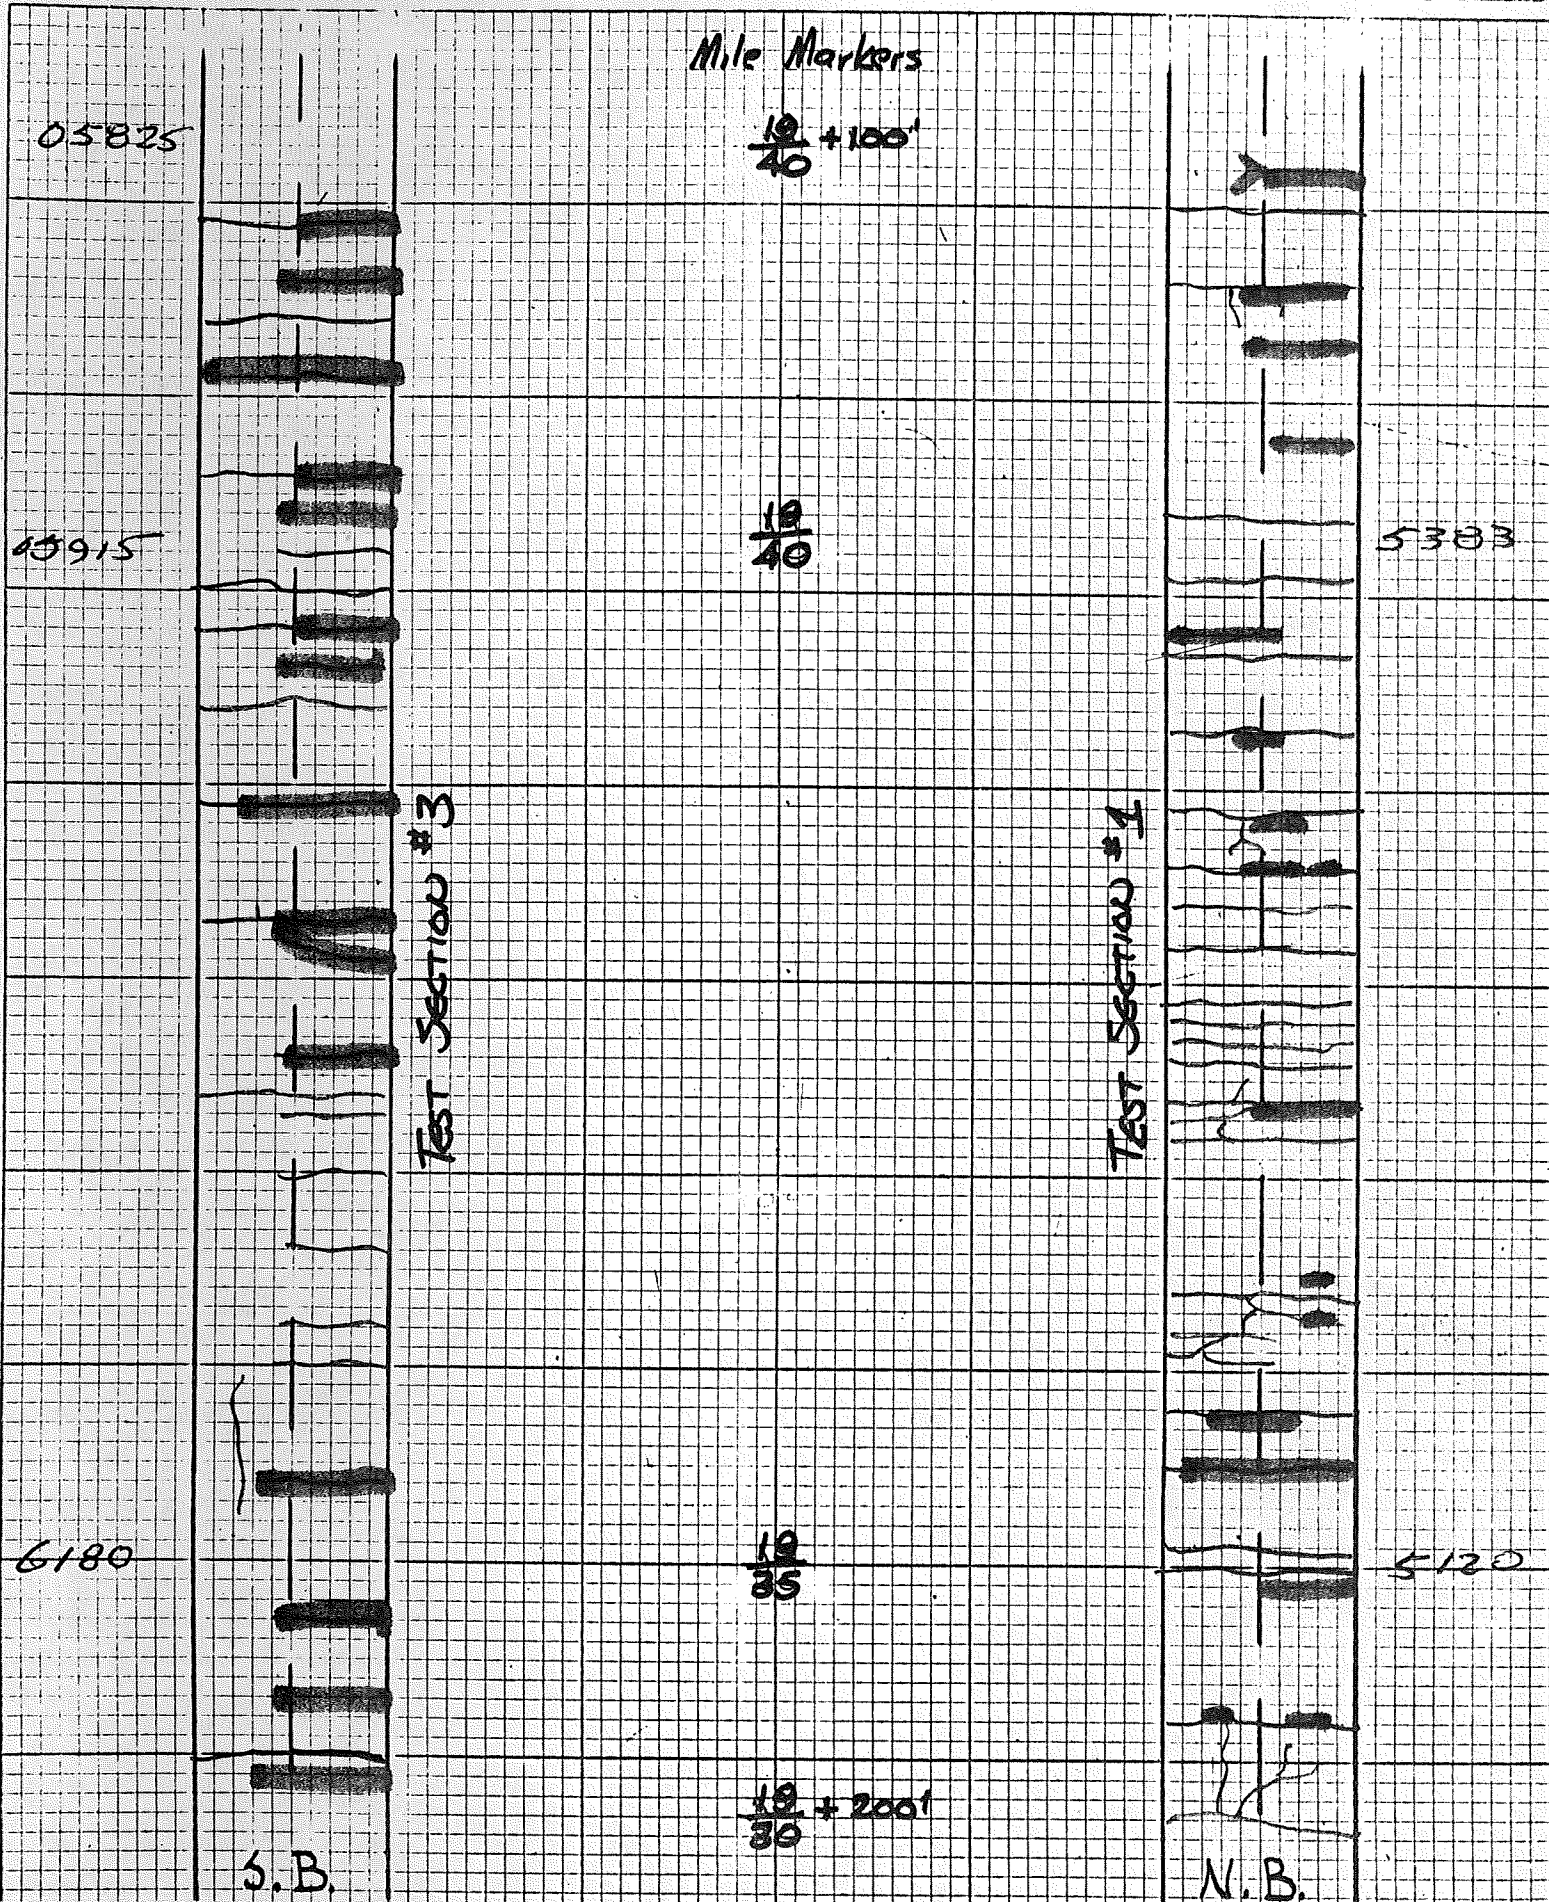 Mile Markers
05825
19/40 + 100'
05915
19/40
5383
TEST SECTION #3
TEST SECTION #1
6180
19/35
5120
19/30 + 200'
S.B.
N.B.